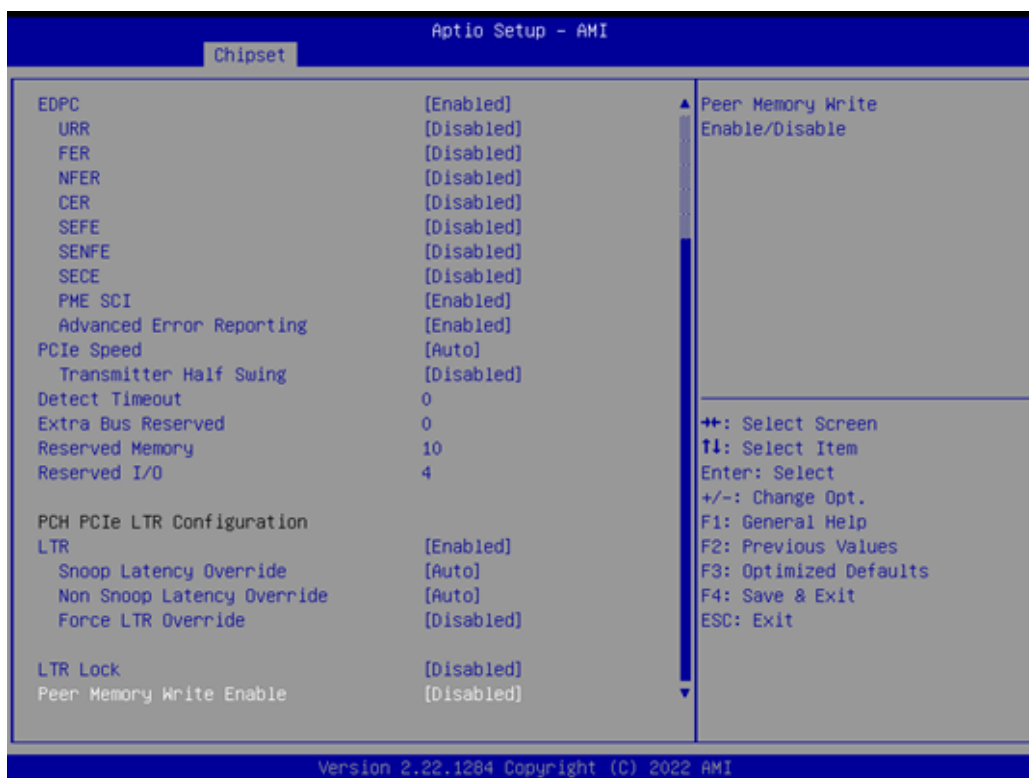 Aptio Setup – AMI
Chipset
EDPC [Enabled]
URR [Disabled]
FER [Disabled]
NFER [Disabled]
CER [Disabled]
SEFE [Disabled]
SENFE [Disabled]
SECE [Disabled]
PME SCI [Enabled]
Advanced Error Reporting [Enabled]
PCIe Speed [Auto]
Transmitter Half Swing [Disabled]
Detect Timeout 0
Extra Bus Reserved 0
Reserved Memory 10
Reserved I/O 4
PCH PCIe LTR Configuration
LTR [Enabled]
Snoop Latency Override [Auto]
Non Snoop Latency Override [Auto]
Force LTR Override [Disabled]
LTR Lock [Disabled]
Peer Memory Write Enable [Disabled]
Peer Memory Write
Enable/Disable
→←: Select Screen
↑↓: Select Item
Enter: Select
+/-: Change Opt.
F1: General Help
F2: Previous Values
F3: Optimized Defaults
F4: Save & Exit
ESC: Exit
Version 2.22.1284 Copyright (C) 2022 AMI